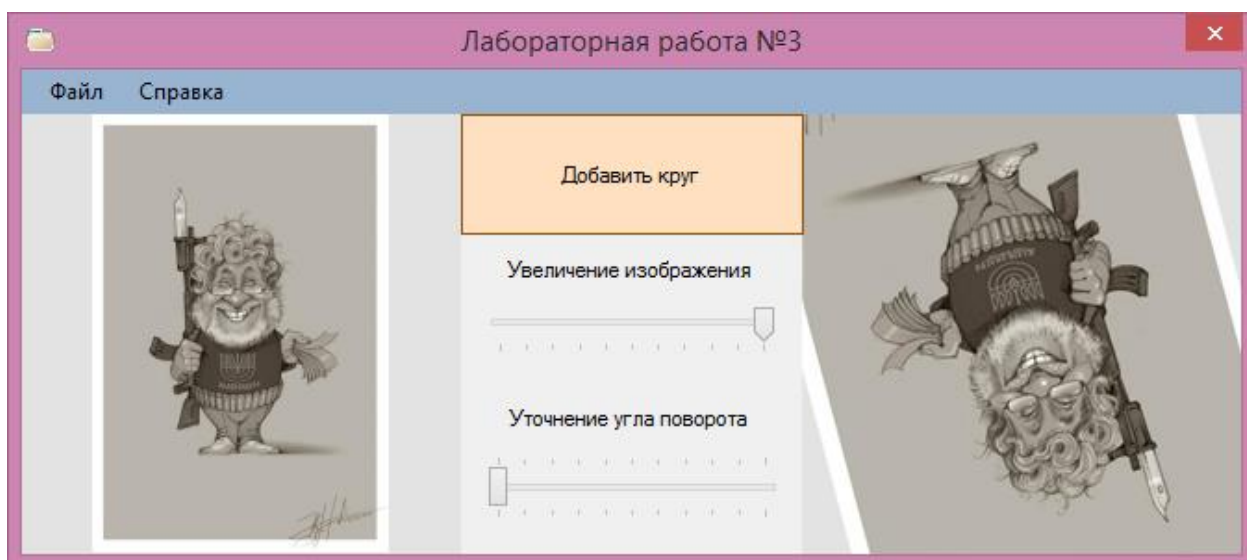 Лабораторная работа №3
Файл Справка
Добавить круг
Увеличение изображения
Уточнение угла поворота